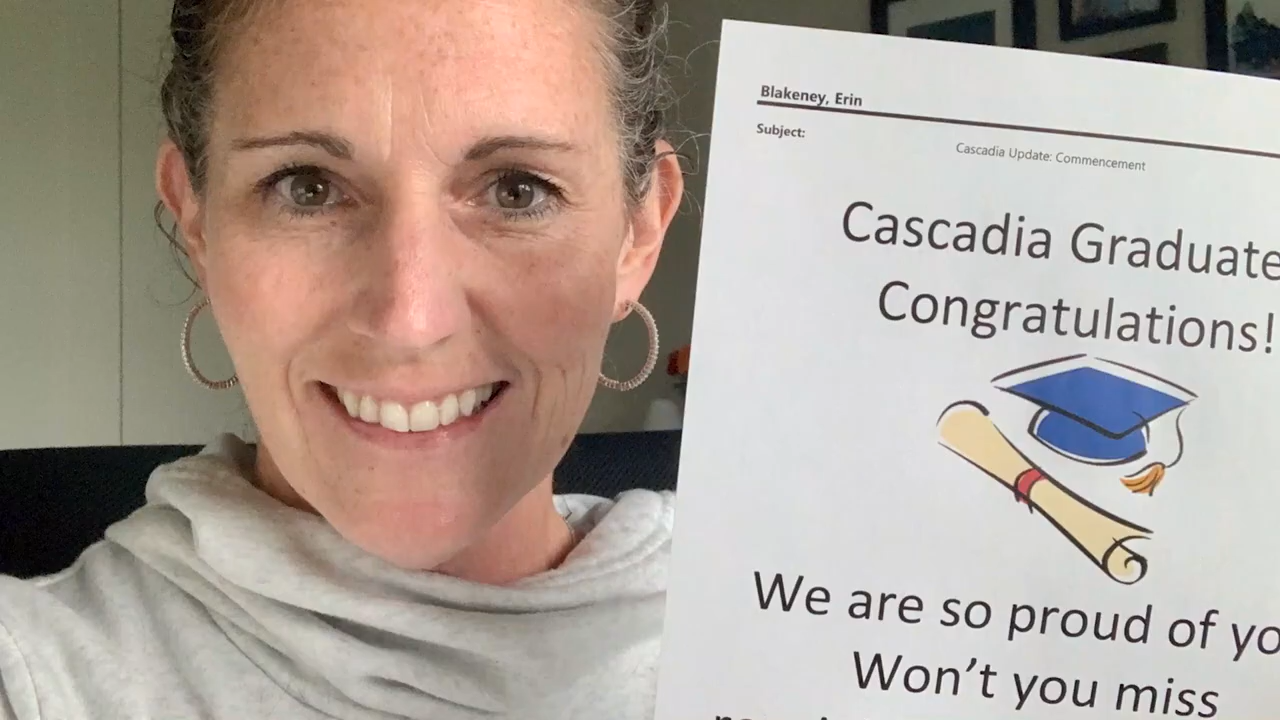 Blakeney, Erin
Subject:
Cascadia Update: Commencement
Cascadia Graduate
Congratulations!
We are so proud of yo
Won't you miss